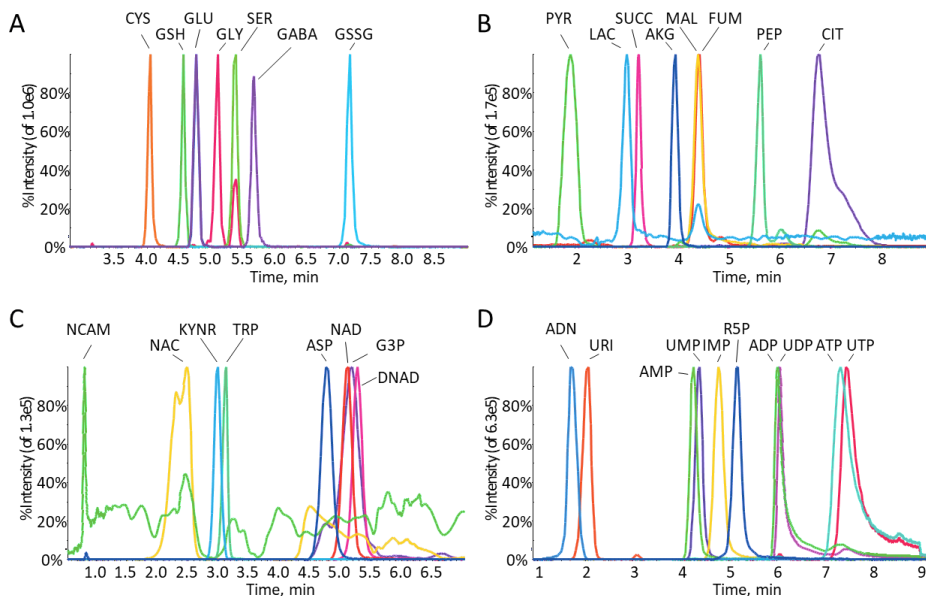 A
CYS GLU SER
GSH GLY GABA GSSG
%Intensity (of 1.0e6)
80%
60%
40%
20%
0%
3.5 4.0 4.5 5.0 5.5 6.0 6.5 7.0 7.5 8.0 8.5
Time, min
B
PYR SUCC MAL FUM
LAC AKG PEP CIT
%Intensity (of 1.7e5)
80%
60%
40%
20%
0%
2 3 4 5 6 7 8
Time, min
C
NCAM KYNR TRP NAD
NAC ASP G3P
DNAD
%Intensity (of 1.3e5)
80%
60%
40%
20%
0%
1.0 1.5 2.0 2.5 3.0 3.5 4.0 4.5 5.0 5.5 6.0 6.5
Time, min
D
ADN R5P
URI UMP IMP ADP UDP ATP UTP
AMP
%Intensity (of 6.3e5)
80%
60%
40%
20%
0%
1 2 3 4 5 6 7 8 9
Time, min